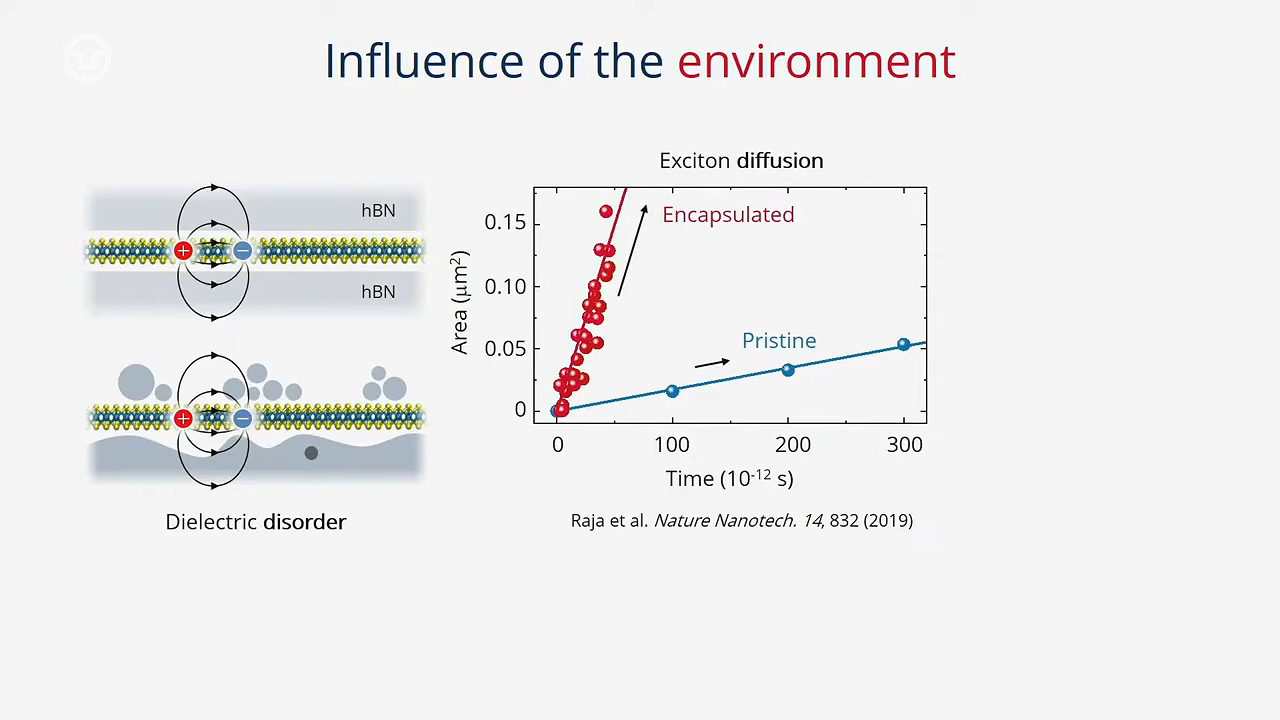 Influence of the environment
hBN
+
−
hBN
+
−
Dielectric disorder
Exciton diffusion
Encapsulated
Pristine
Area (μm²)
0.15
0.10
0.05
0
0 100 200 300
Time (10⁻¹² s)
Raja et al. Nature Nanotech. 14, 832 (2019)